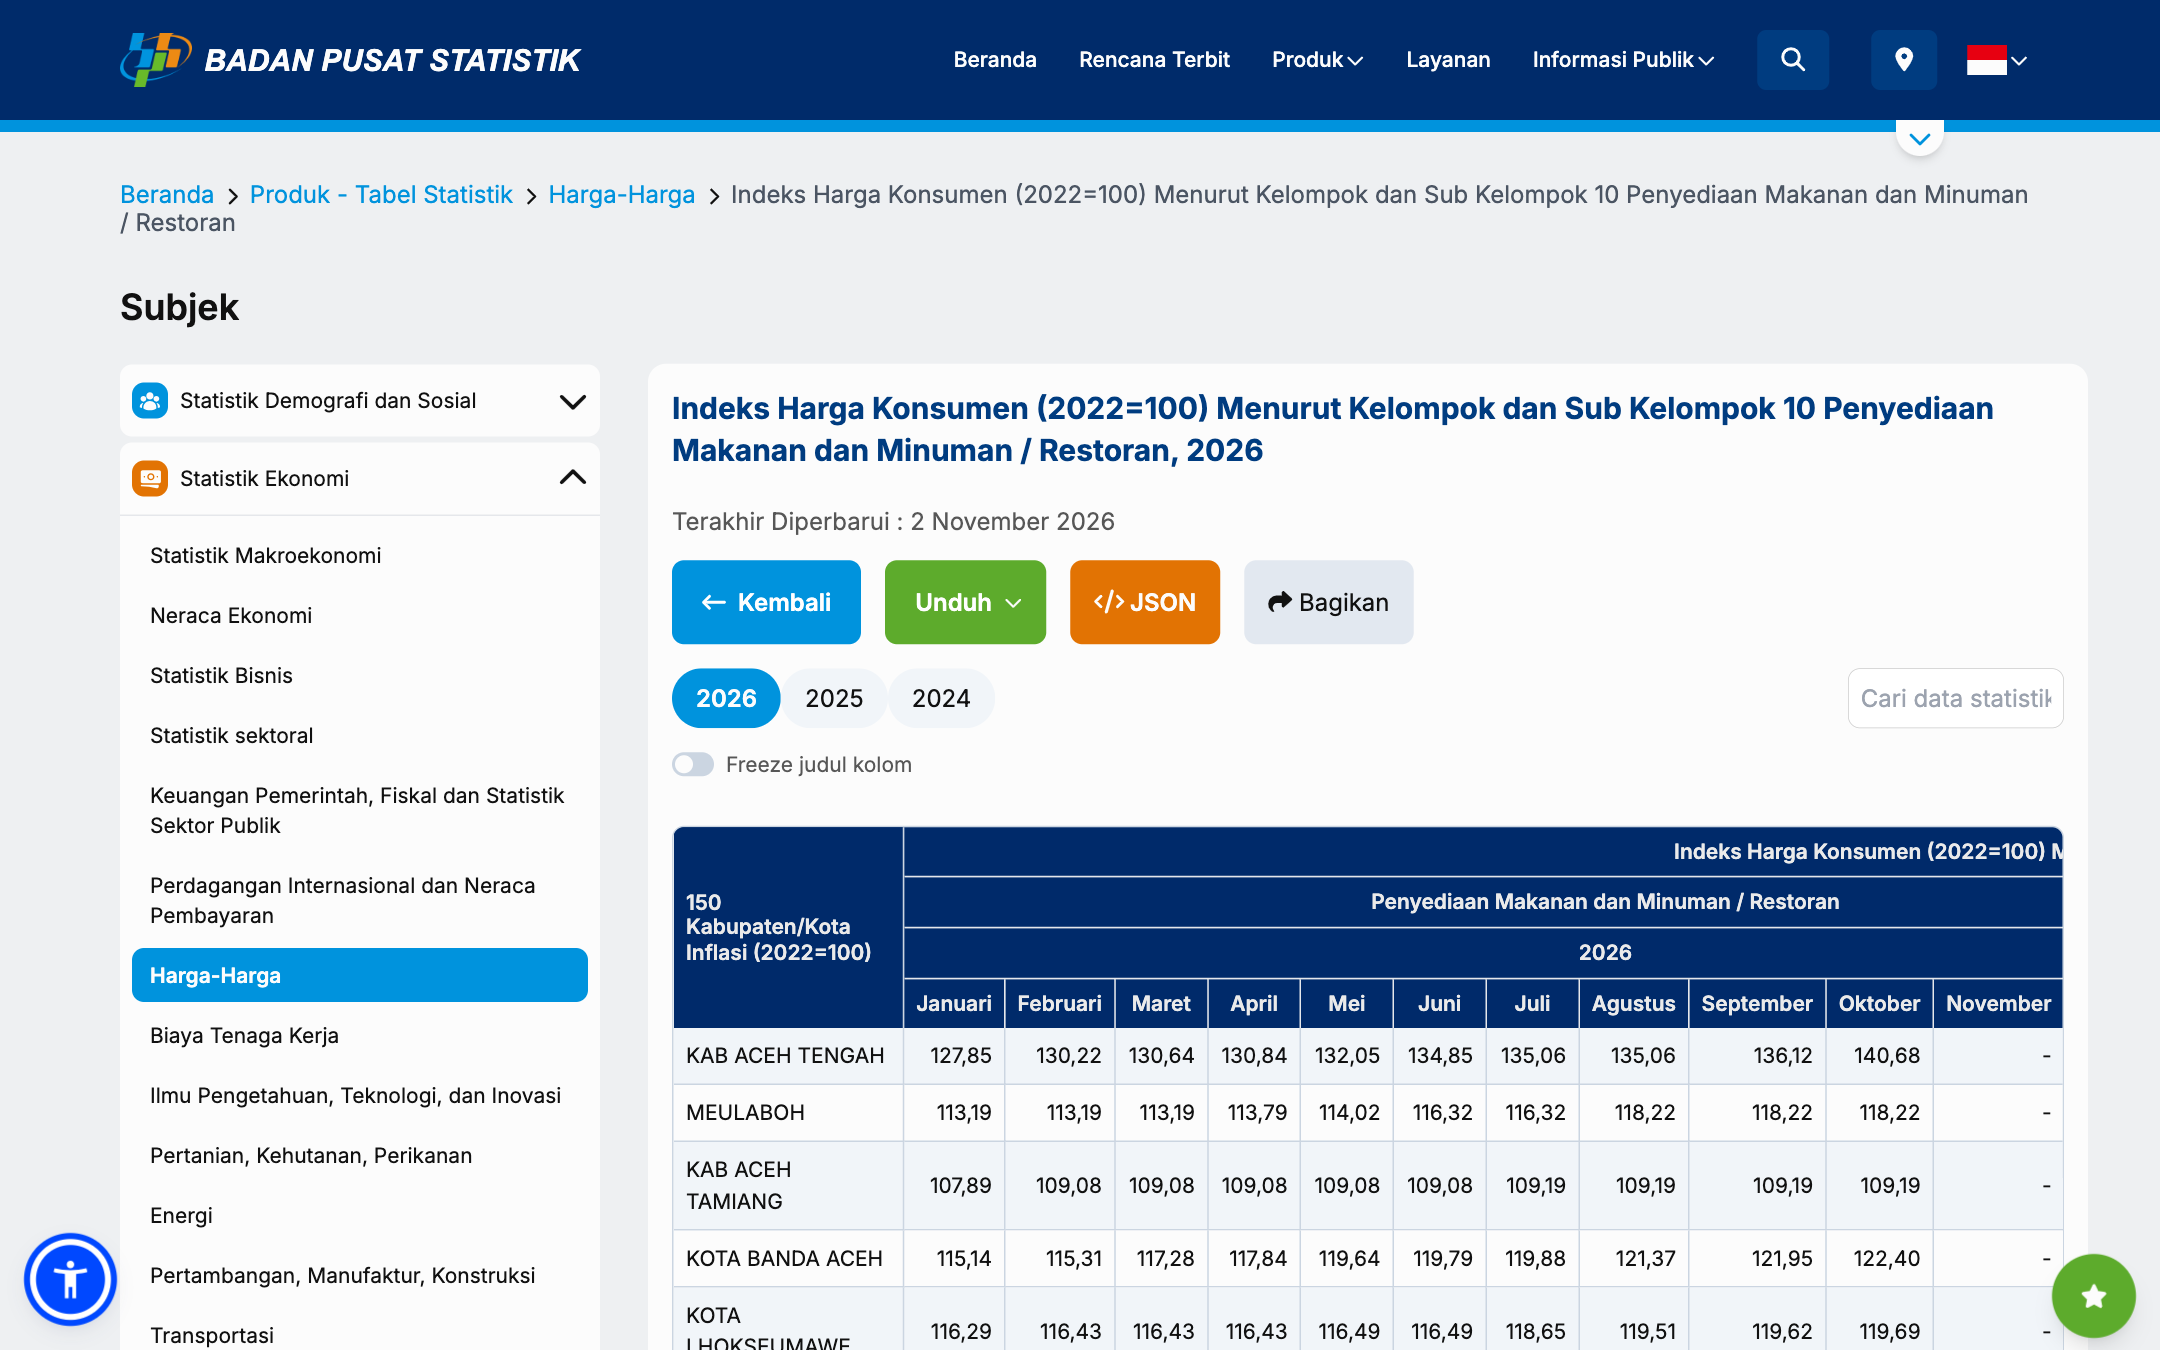 BADAN PUSAT STATISTIK
Beranda Rencana Terbit Produk Layanan Informasi Publik
Beranda > Produk - Tabel Statistik > Harga-Harga > Indeks Harga Konsumen (2022=100) Menurut Kelompok dan Sub Kelompok 10 Penyediaan Makanan dan Minuman
/ Restoran
Subjek
Statistik Demografi dan Sosial
Statistik Ekonomi
Statistik Makroekonomi
Neraca Ekonomi
Statistik Bisnis
Statistik sektoral
Keuangan Pemerintah, Fiskal dan Statistik
Sektor Publik
Perdagangan Internasional dan Neraca
Pembayaran
Harga-Harga
Biaya Tenaga Kerja
Ilmu Pengetahuan, Teknologi, dan Inovasi
Pertanian, Kehutanan, Perikanan
Energi
Pertambangan, Manufaktur, Konstruksi
Transportasi
Indeks Harga Konsumen (2022=100) Menurut Kelompok dan Sub Kelompok 10 Penyediaan
Makanan dan Minuman / Restoran, 2026
Terakhir Diperbarui : 2 November 2026
← Kembali Unduh </> JSON Bagikan
2026 2025 2024 Cari data statistik
Freeze judul kolom
150
Kabupaten/Kota
Inflasi (2022=100)
Indeks Harga Konsumen (2022=100) M
Penyediaan Makanan dan Minuman / Restoran
2026
Januari Februari Maret April Mei Juni Juli Agustus September Oktober November
KAB ACEH TENGAH 127,85 130,22 130,64 130,84 132,05 134,85 135,06 135,06 136,12 140,68 -
MEULABOH 113,19 113,19 113,19 113,79 114,02 116,32 116,32 118,22 118,22 118,22 -
KAB ACEH
TAMIANG 107,89 109,08 109,08 109,08 109,08 109,08 109,19 109,19 109,19 109,19 -
KOTA BANDA ACEH 115,14 115,31 117,28 117,84 119,64 119,79 119,88 121,37 121,95 122,40 -
KOTA
LHOKSEUMAWE 116,29 116,43 116,43 116,43 116,49 116,49 118,65 119,51 119,62 119,69 -